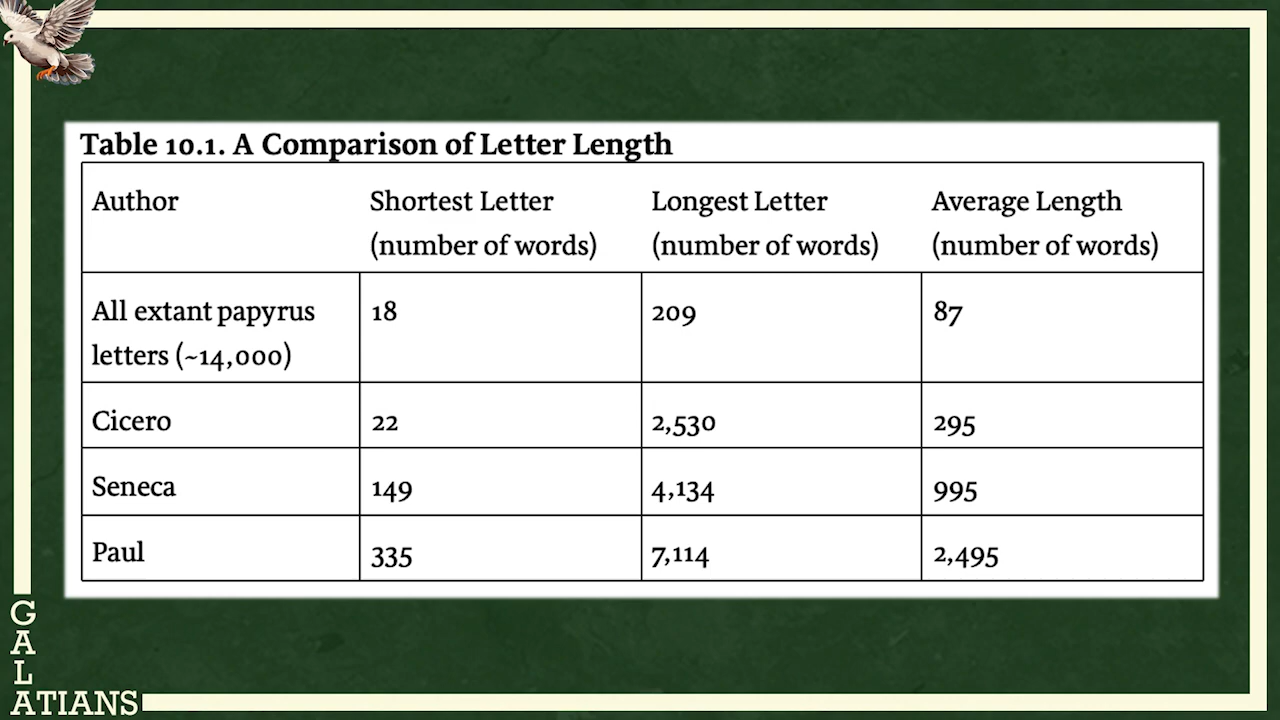 Table 10.1. A Comparison of Letter Length
Author Shortest Letter Longest Letter Average Length
(number of words) (number of words) (number of words)
All extant papyrus 18 209 87
letters (~14,000)
Cicero 22 2,530 295
Seneca 149 4,134 995
Paul 335 7,114 2,495
GALATIANS